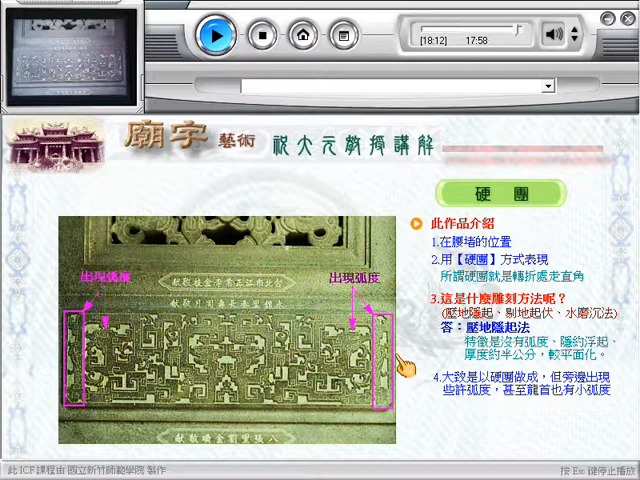 [18:12] 17:58
廟宇藝術 祝大元教授講解
硬 團
此作品介紹
1.在腰堵的位置
2.用【硬團】方式表現
所謂硬團就是轉折處走直角
3.這是什麼雕刻方法呢？
(壓地隱起、剔地起伏、水磨沉法)
答：壓地隱起法
特徵是沒有弧度、隱約浮起、
厚度約半公分，較平面化。
4.大致是以硬團做成，但旁邊出現
些許弧度，甚至龍首也有小弧度
出現弧度
出現弧度
八張里劉金曠敬獻
此 ICF 課程由 國立新竹師範學院 製作
按 Esc 鍵停止播放